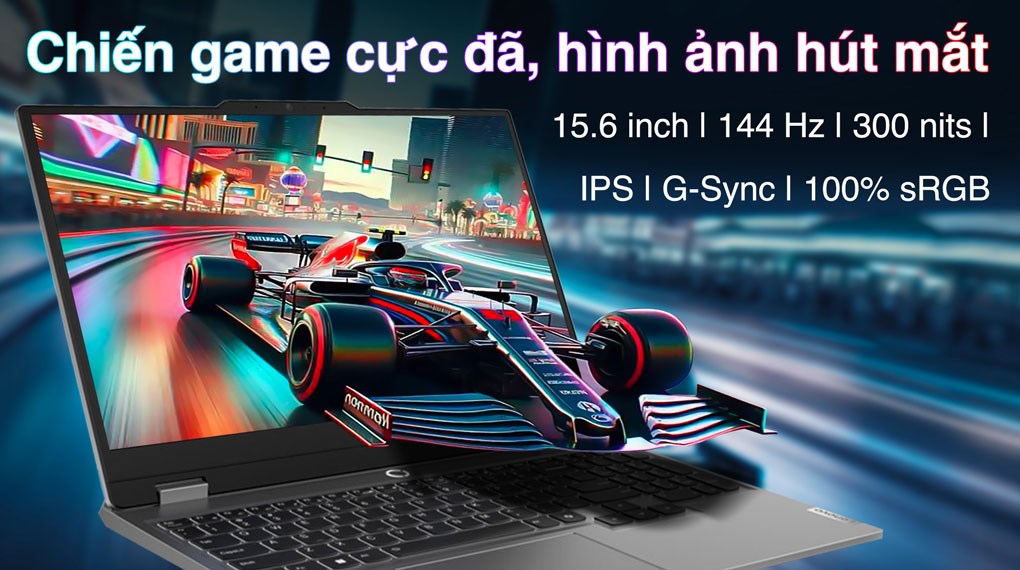 Chiến game cực đã, hình ảnh hút mắt
15.6 inch | 144 Hz | 300 nits |
IPS | G-Sync | 100% sRGB